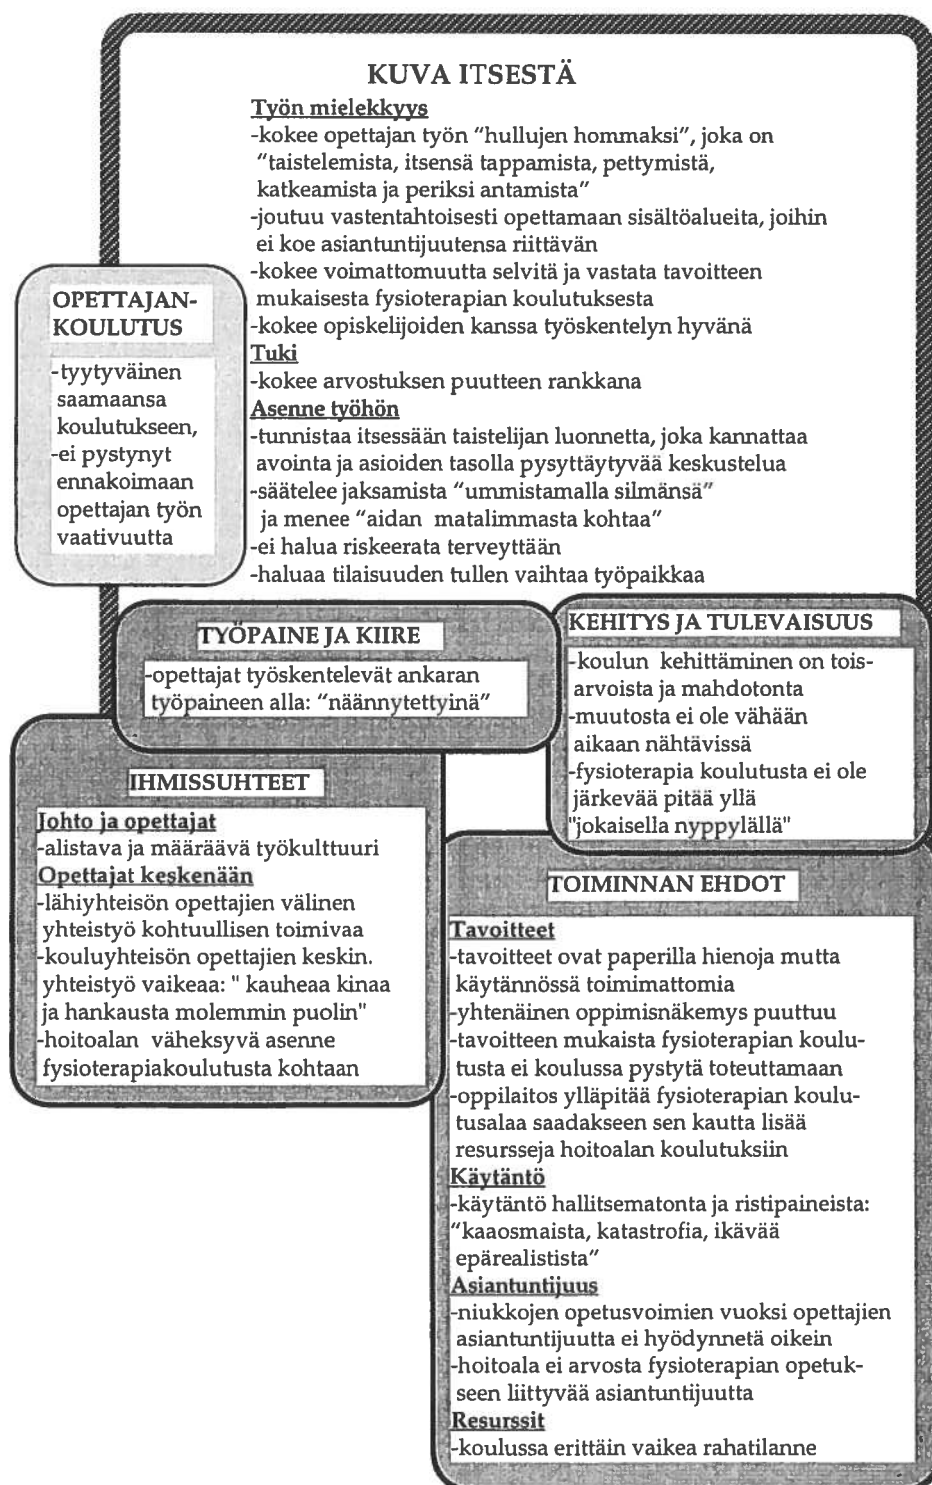 KUVA ITSESTÄ
Työn mielekkyys
-kokee opettajan työn "hullujen hommaksi", joka on
"taistelemista, itsensä tappamista, pettymistä,
katkeamista ja periksi antamista"
-joutuu vastentahtoisesti opettamaan sisältöalueita, joihin
ei koe asiantuntijuutensa riittävän
-kokee voimattomuutta selvitä ja vastata tavoitteen
mukaisesta fysioterapian koulutuksesta
-kokee opiskelijoiden kanssa työskentelyn hyvänä
Tuki
-kokee arvostuksen puutteen rankkana
Asenne työhön
-tunnistaa itsessään taistelijan luonnetta, joka kannattaa
avointa ja asioiden tasolla pysyttäytyvää keskustelua
-säätelee jaksamista "ummistamalla silmänsä"
ja menee "aidan matalimmasta kohtaa"
-ei halua riskeerata terveyttään
-haluaa tilaisuuden tullen vaihtaa työpaikkaa
OPETTAJAN-
KOULUTUS
-tyytyväinen
saamaansa
koulutukseen,
-ei pystynyt
ennakoimaan
opettajan työn
vaativuutta
TYÖPAINE JA KIIRE
-opettajat työskentelevät ankaran
työpaineen alla: "näännytettyinä"
KEHITYS JA TULEVAISUUS
-koulun kehittäminen on tois-
arvoista ja mahdotonta
-muutosta ei ole vähään
aikaan nähtävissä
-fysioterapia koulutusta ei ole
järkevää pitää yllä
"jokaisella nyppylällä"
IHMISSUHTEET
Johto ja opettajat
-alistava ja määräävä työkulttuuri
Opettajat keskenään
-lähiyhteisön opettajien välinen
yhteistyö kohtuullisen toimivaa
-kouluyhteisön opettajien keskin.
yhteistyö vaikeaa: " kauheaa kinaa
ja hankausta molemmin puolin"
-hoitoalan väheksyvä asenne
fysioterapiakoulutusta kohtaan
TOIMINNAN EHDOT
Tavoitteet
-tavoitteet ovat paperilla hienoja mutta
käytännössä toimimattomia
-yhtenäinen oppimisnäkemys puuttuu
-tavoitteen mukaista fysioterapian koulu-
tusta ei koulussa pystytä toteuttamaan
-oppilaitos ylläpitää fysioterapian koulu-
tusalaa saadakseen sen kautta lisää
resursseja hoitoalan koulutuksiin
Käytäntö
-käytäntö hallitsematonta ja ristipaineista:
"kaaosmaista, katastrofia, ikävää
epärealistista"
Asiantuntijuus
-niukkojen opetusvoimien vuoksi opettajien
asiantuntijuutta ei hyödynnetä oikein
-hoitoala ei arvosta fysioterapian opetuk-
seen liittyvää asiantuntijuutta
Resurssit
-koulussa erittäin vaikea rahatilanne